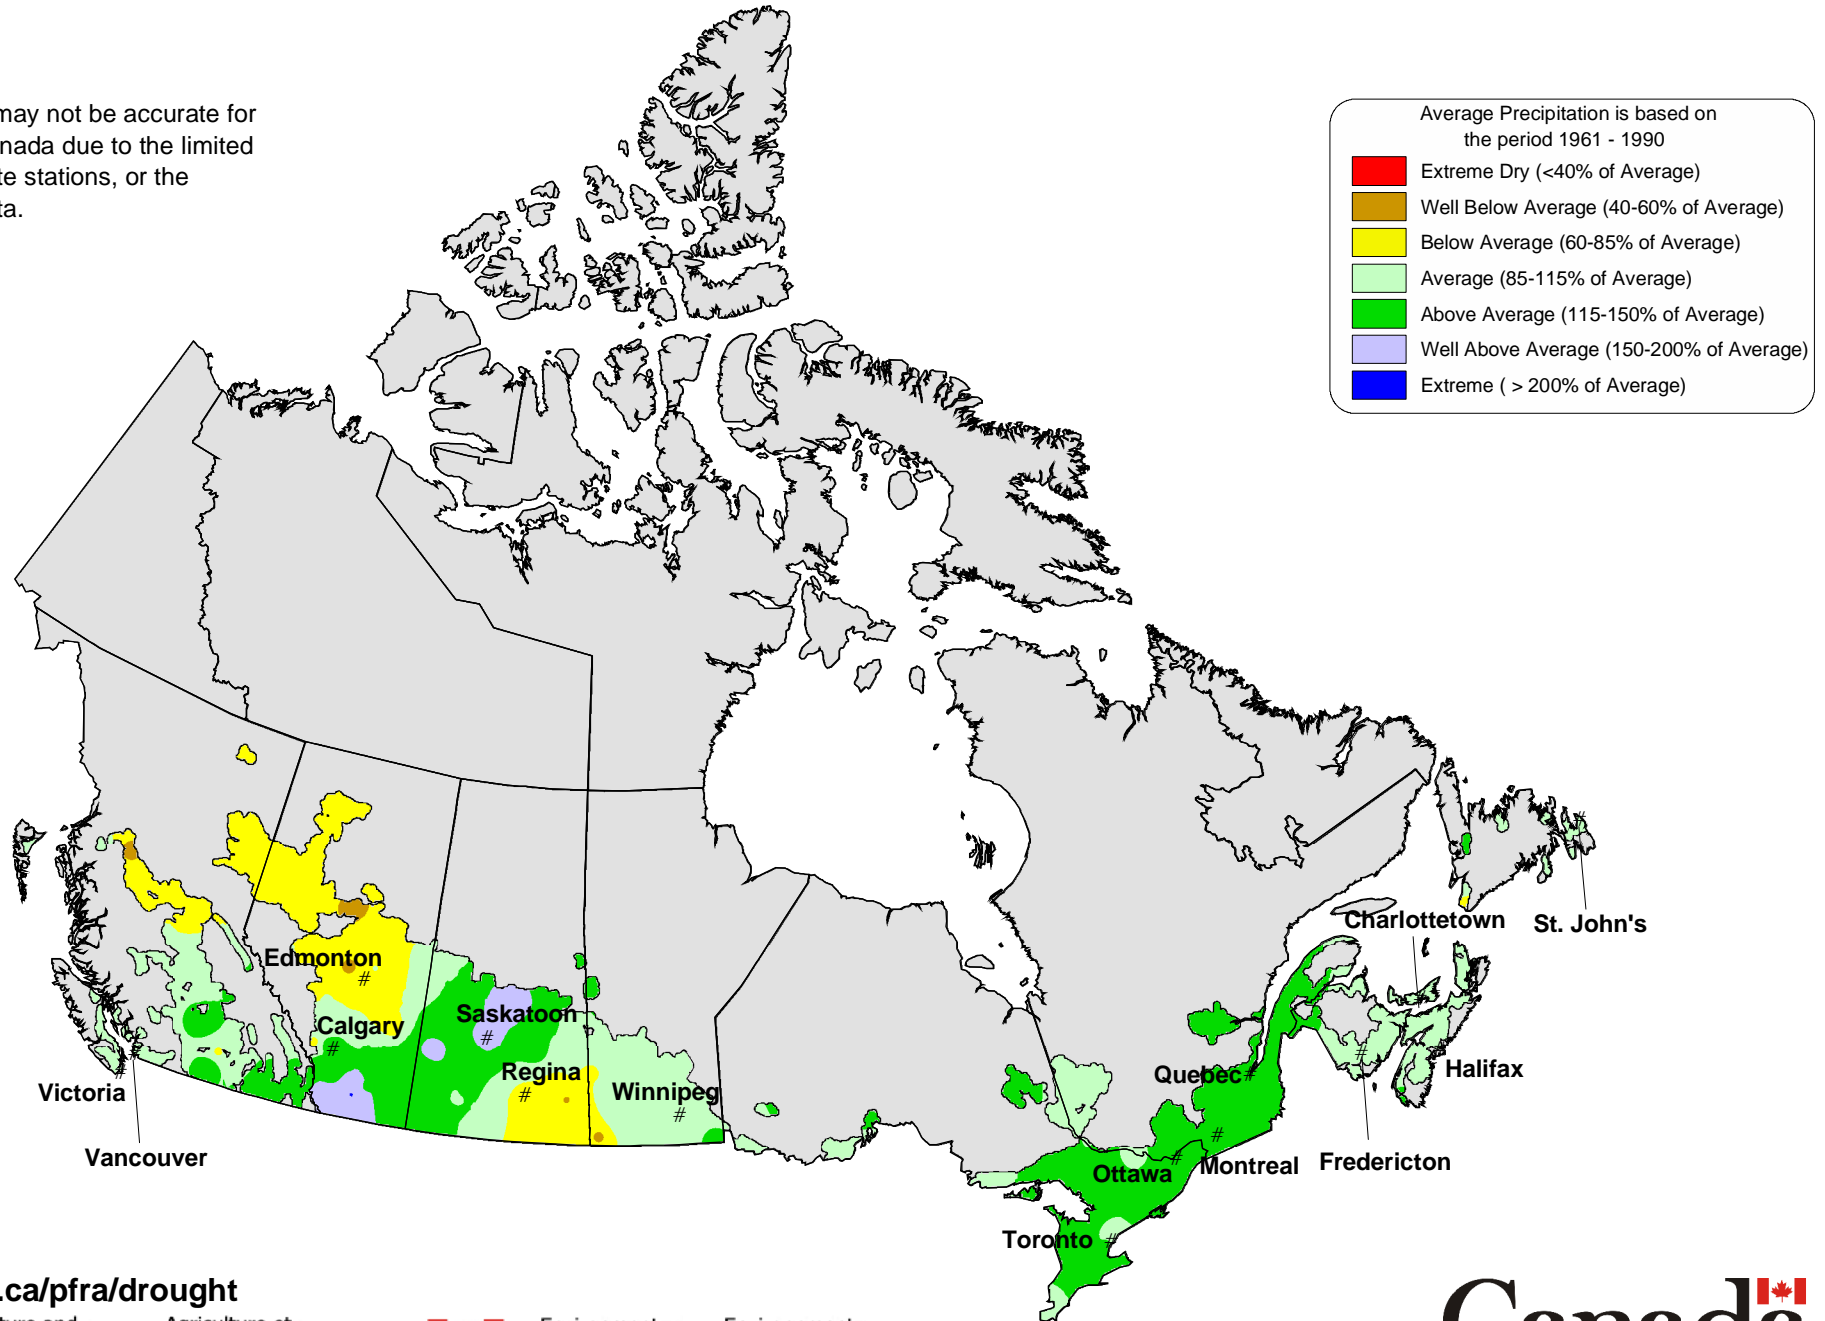 may not be accurate for
nada due to the limited
te stations, or the
ta.
Average Precipitation is based on
the period 1961 - 1990
Extreme Dry (<40% of Average)
Well Below Average (40-60% of Average)
Below Average (60-85% of Average)
Average (85-115% of Average)
Above Average (115-150% of Average)
Well Above Average (150-200% of Average)
Extreme ( > 200% of Average)
Charlottetown
St. John's
Edmonton
Saskatoon
Calgary
Regina
Winnipeg
Victoria
Vancouver
Quebec
Halifax
Ottawa
Montreal
Fredericton
Toronto
.ca/pfra/drought
Canada